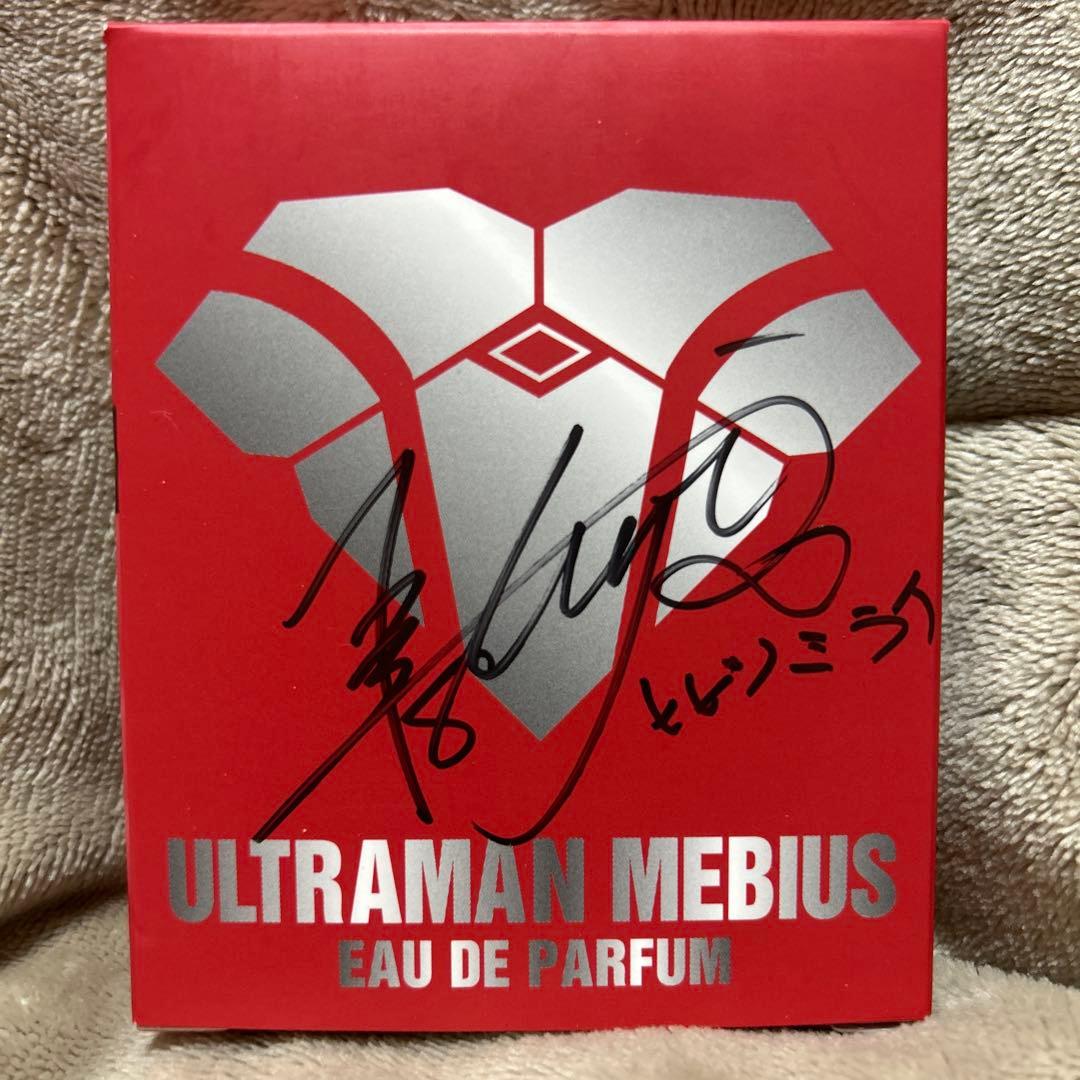 ヒビノミライ
ULTRAMAN MEBIUS
EAU DE PARFUM